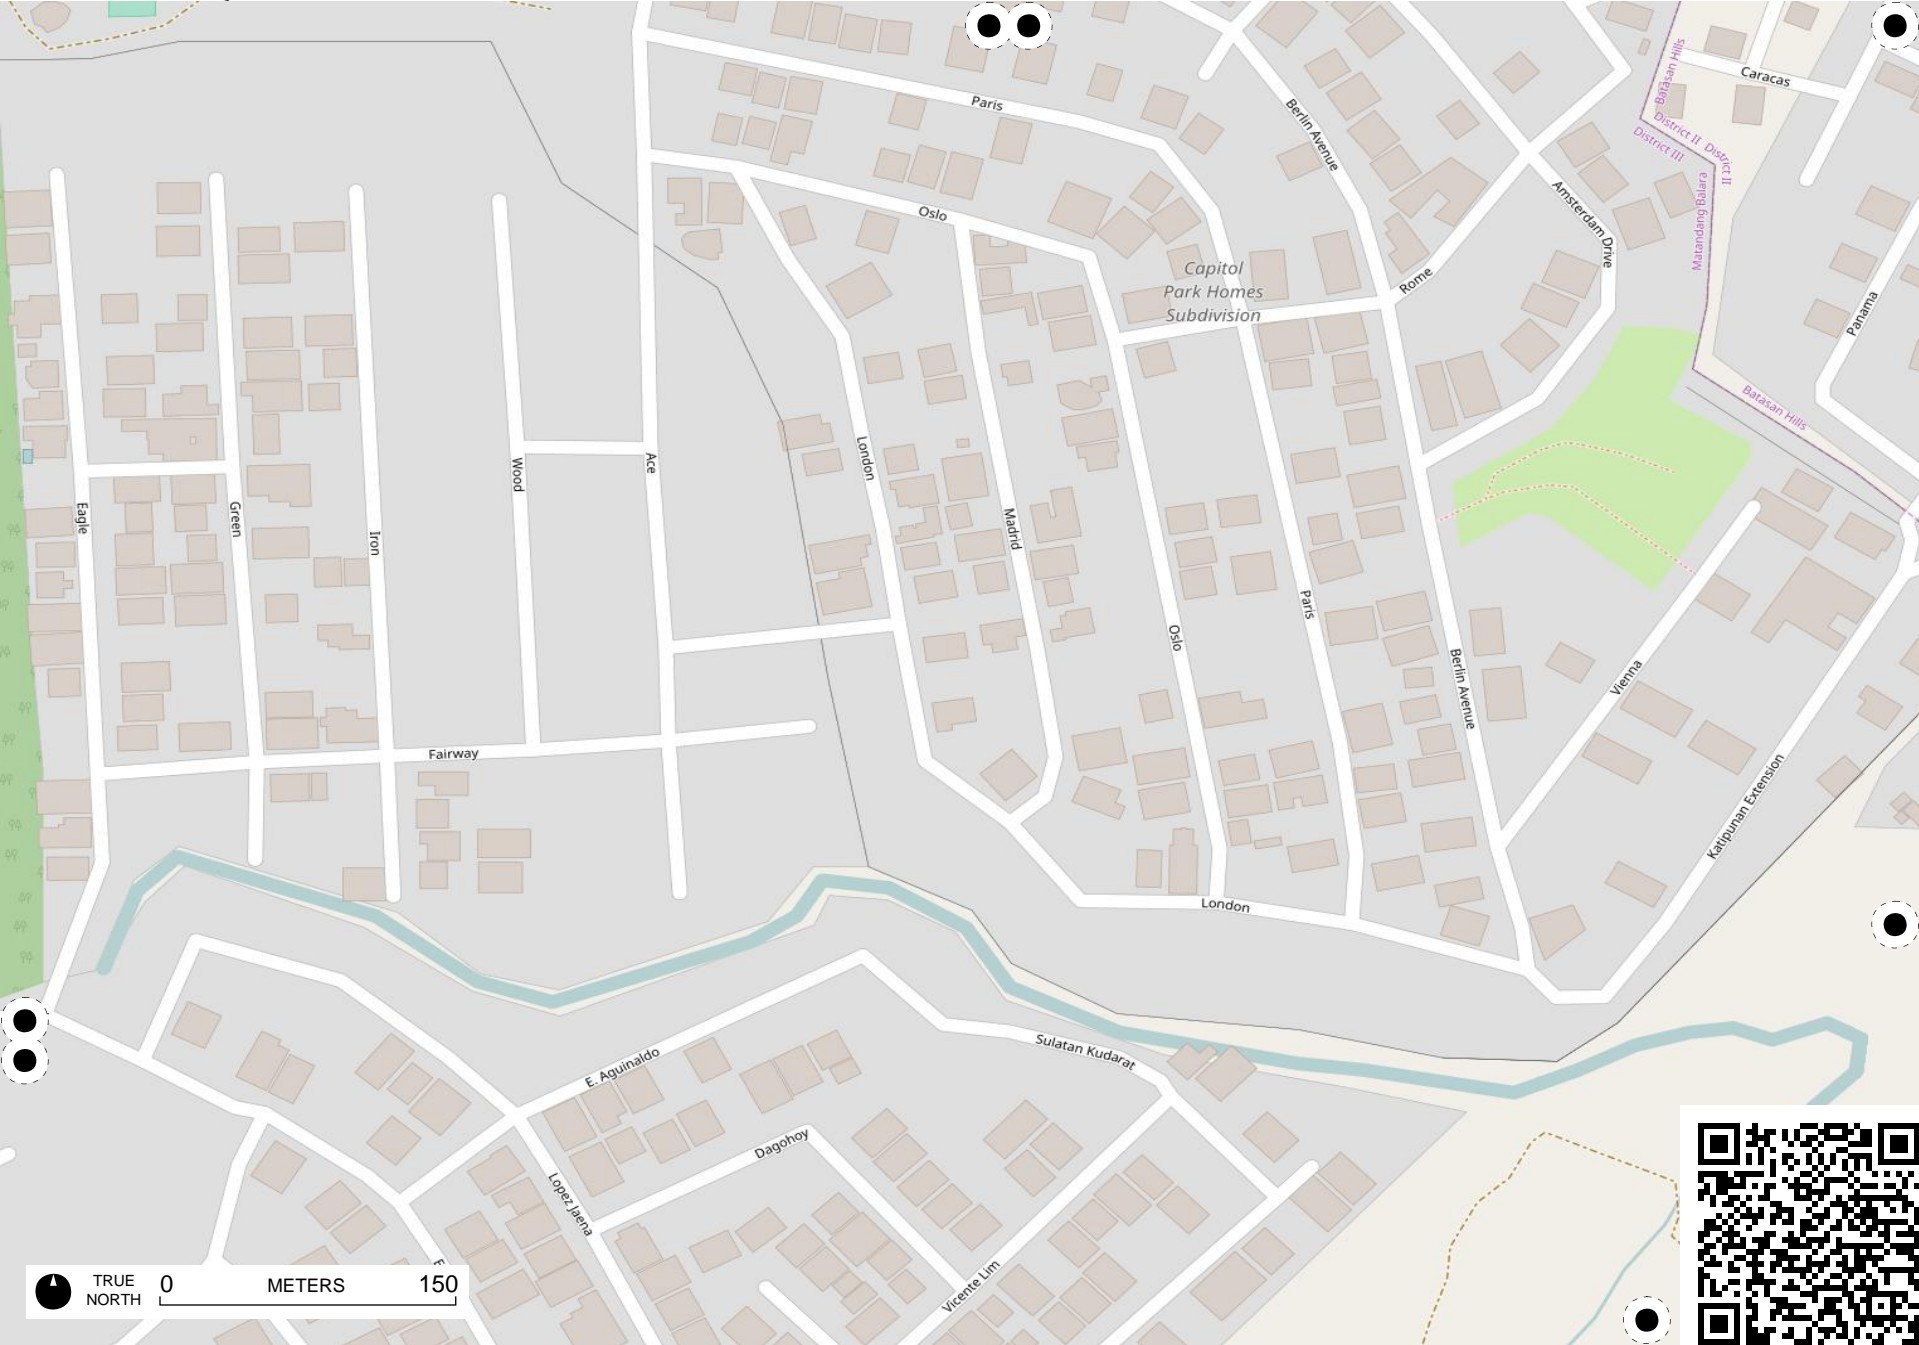 Caracas
Paris
Berlin Avenue
Batasan Hills
District II
District II
District III
Amsterdam Drive
Matandang Balara
Oslo
Capitol
Park Homes
Subdivision
Rome
Panama
Batasan Hills
London
Ace
Wood
Eagle
Green
Iron
Madrid
Paris
Oslo
Berlin Avenue
Vienna
Fairway
Katipunan Extension
London
Sulatan Kudarat
E. Aguinaldo
Dagohoy
Lopez Jaena
Vicente Lim
TRUE
NORTH
0 METERS 150